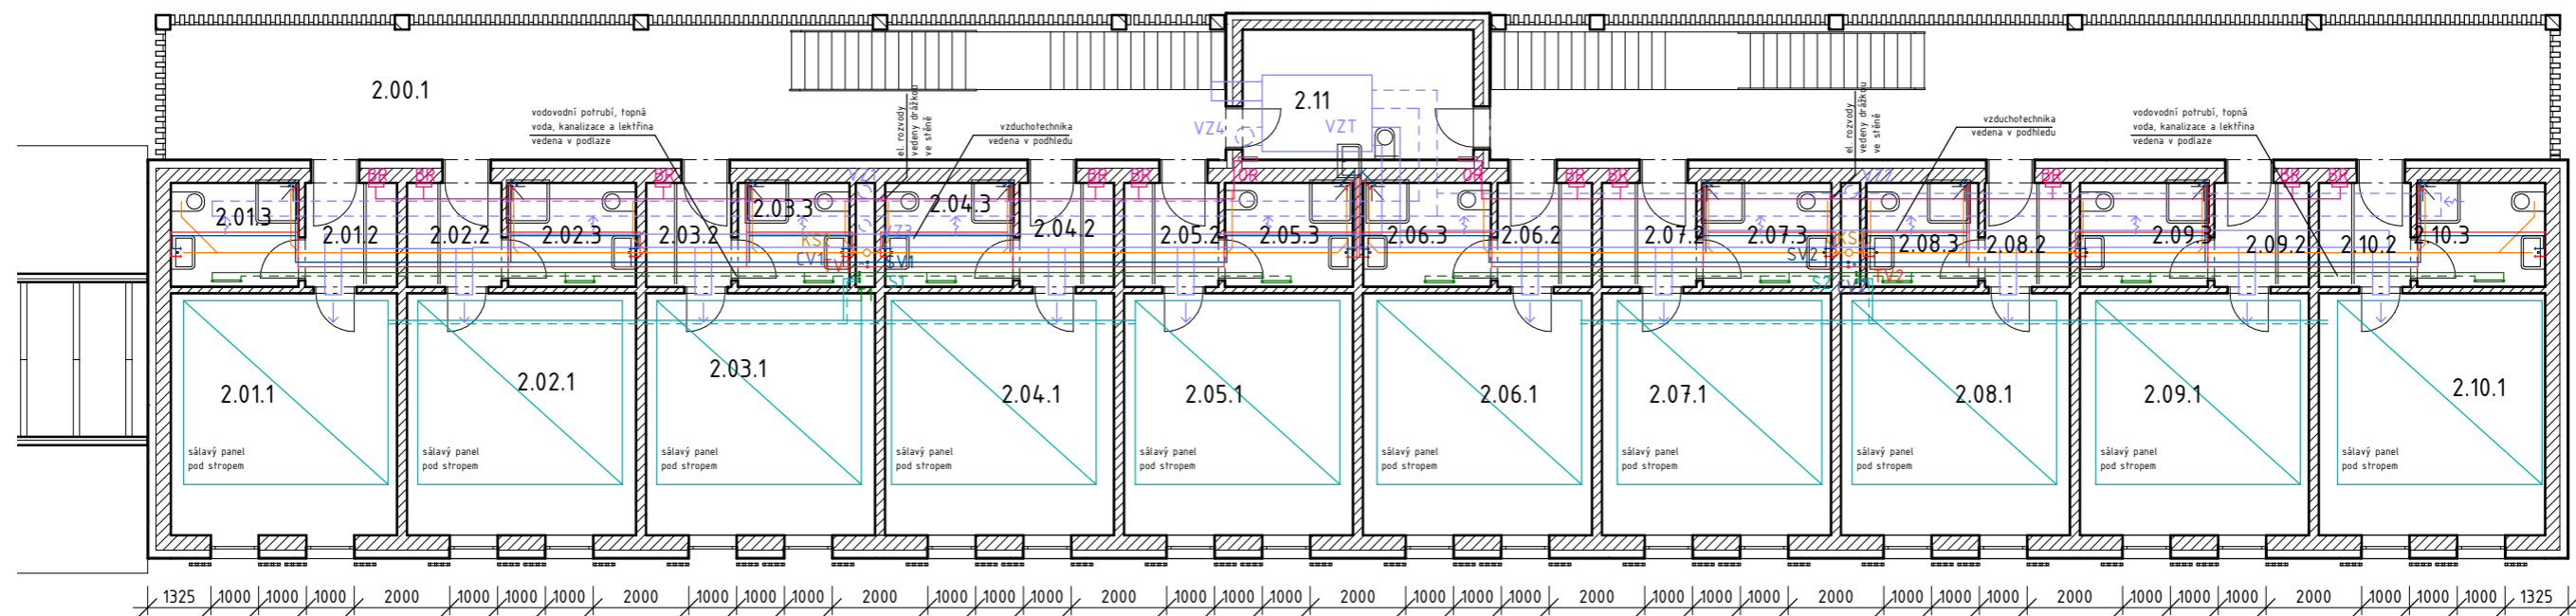 2.00.1
2.11
vodovodní potrubí, topná
voda, kanalizace a lektřina
vedena v podlaze
el. rozvody
vedeny drážkou
ve stěně
vzduchotechnika
vedena v podhledu
VZ4
VZT
el. rozvody
vedeny drážkou
ve stěně
vzduchotechnika
vedena v podhledu
vodovodní potrubí, topná
voda, kanalizace a lektřina
vedena v podlaze
BR
BR
BR
VZ1
BR
BR
OR
OR
BR
BR
VZ2
BR
BR
BR
2.01.3
2.01.2
2.02.2
2.02.3
2.03.2
2.03.3
2.04.3
2.04.2
2.05.2
2.05.3
2.06.3
2.06.2
2.07.2
2.07.3
2.08.3
2.08.2
2.09.3
2.09.2
2.10.2
2.10.3
VZ3
CV1
SV1
ST
SV2
TV2
2.01.1
2.02.1
2.03.1
2.04.1
2.05.1
2.06.1
2.07.1
2.08.1
2.09.1
2.10.1
sálavý panel
pod stropem
sálavý panel
pod stropem
sálavý panel
pod stropem
sálavý panel
pod stropem
sálavý panel
pod stropem
sálavý panel
pod stropem
sálavý panel
pod stropem
sálavý panel
pod stropem
sálavý panel
pod stropem
sálavý panel
pod stropem
1325 1000 1000 1000 2000 1000 1000 1000 2000 1000 1000 1000 2000 1000 1000 1000 2000 1000 1000 1000 2000 1000 1000 1000 2000 1000 1000 1000 2000 1000 1000 1000 2000 1000 1000 1000 2000 1000 1000 1000 1325